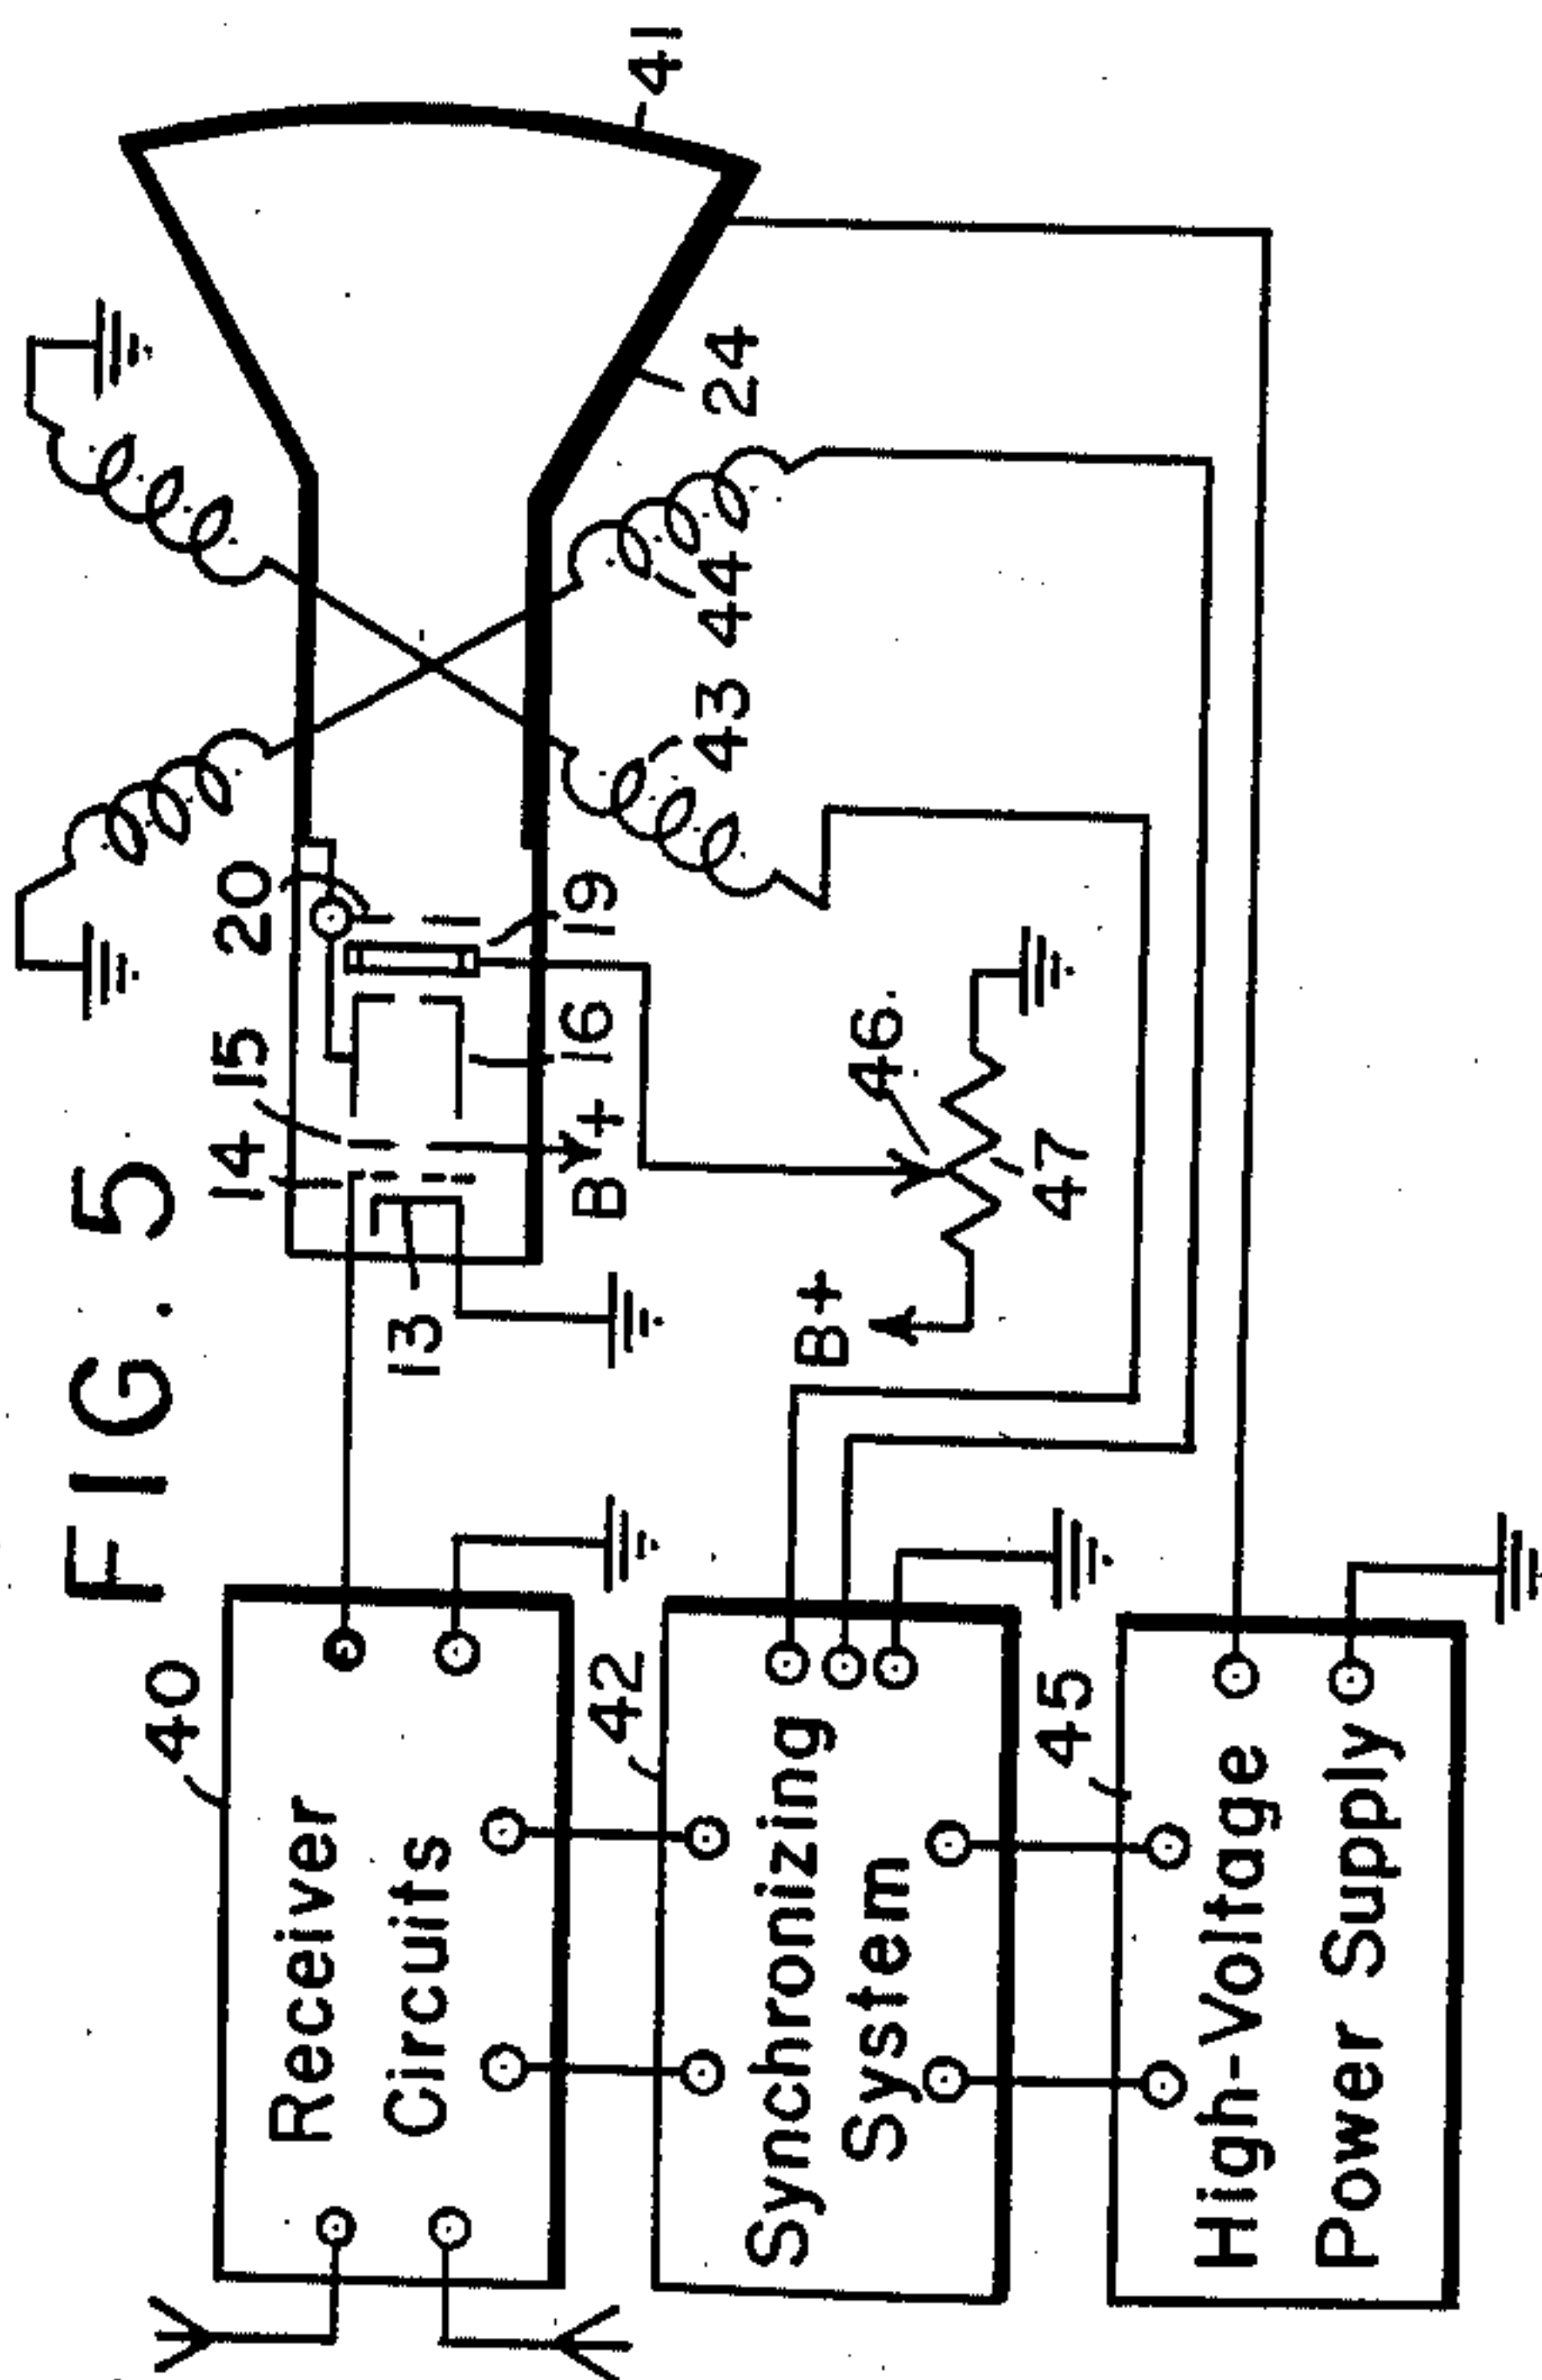 FIG. 5
40
Receiver
Circuits
42
Synchronizing
System
45
High-Voltage
Power Supply
13
14
15
20
16
19
B+
43
44
24
41
46
47
B+